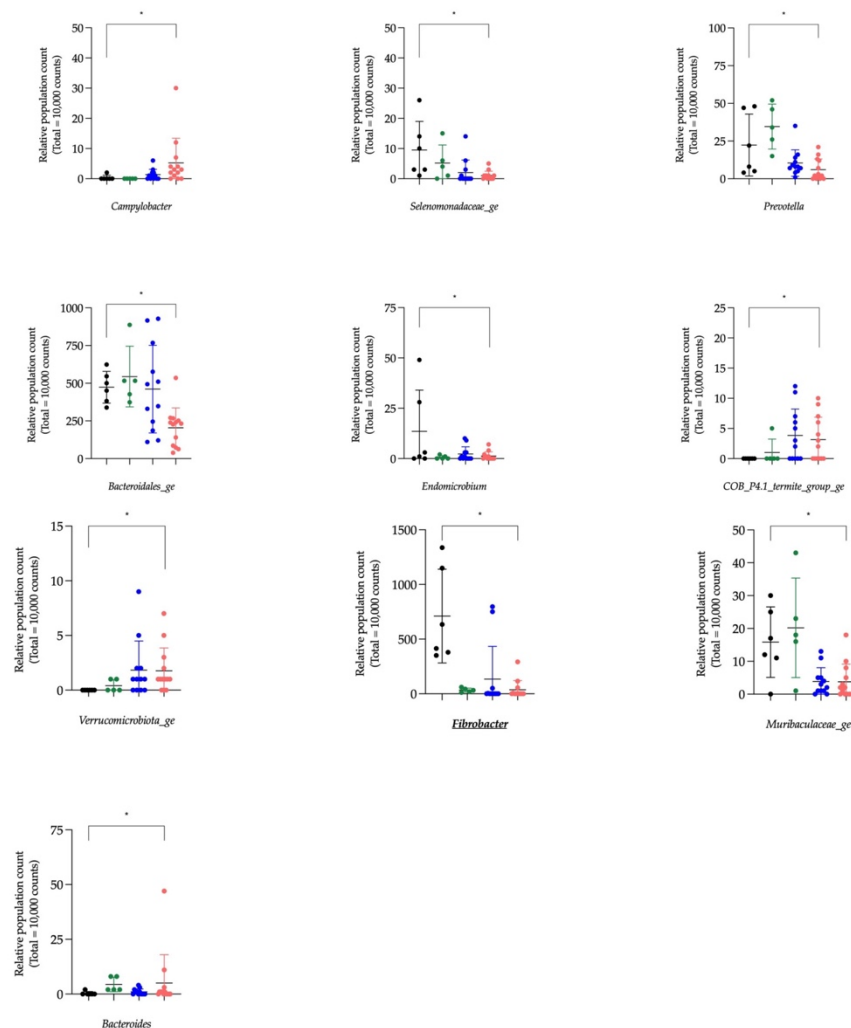 Relative population count
(Total = 10,000 counts)
50
40
30
20
10
0
*
Campylobacter
Relative population count
(Total = 10,000 counts)
50
40
30
20
10
0
*
Selenomonadaceae_ge
Relative population count
(Total = 10,000 counts)
100
75
50
25
0
*
Prevotella
Relative population count
(Total = 10,000 counts)
1000
750
500
250
0
*
Bacteroidales_ge
Relative population count
(Total = 10,000 counts)
75
50
25
0
*
Endomicrobium
Relative population count
(Total = 10,000 counts)
25
20
15
10
5
0
*
COB_P4.1_termite_group_ge
Relative population count
(Total = 10,000 counts)
15
10
5
0
*
Verrucomicrobiota_ge
Relative population count
(Total = 10,000 counts)
1500
1000
500
0
*
Fibrobacter
Relative population count
(Total = 10,000 counts)
50
40
30
20
10
0
*
Muribaculaceae_ge
Relative population count
(Total = 10,000 counts)
75
50
25
0
*
Bacteroides